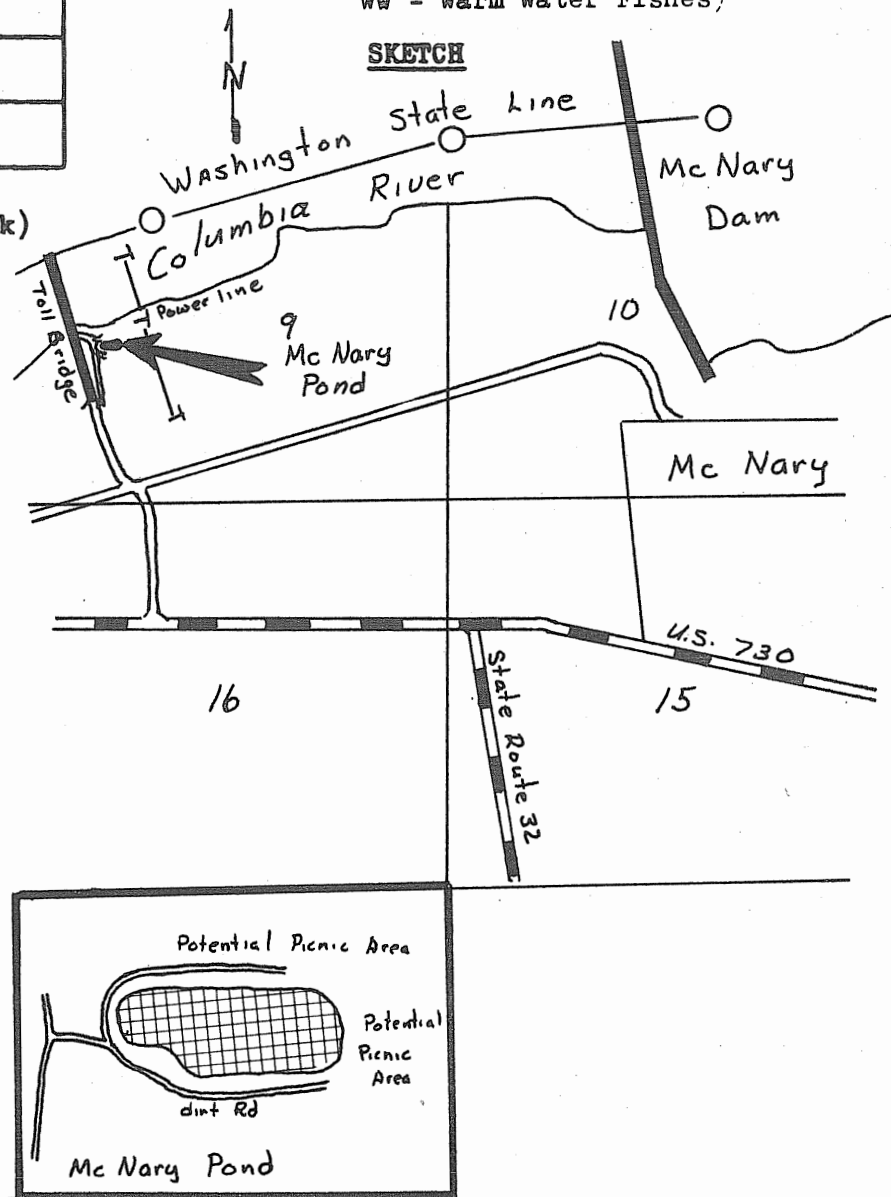 WW - Warm Water Fishes,
N
SKETCH
Washington State Line
Columbia River
Mc Nary
Dam
k)
Toll Bridge
Power line
9
Mc Nary
Pond
10
Mc Nary
U.S. 730
State Route 32
16
15
Potential Picnic Area
Potential
Picnic
Area
dirt Rd
Mc Nary Pond